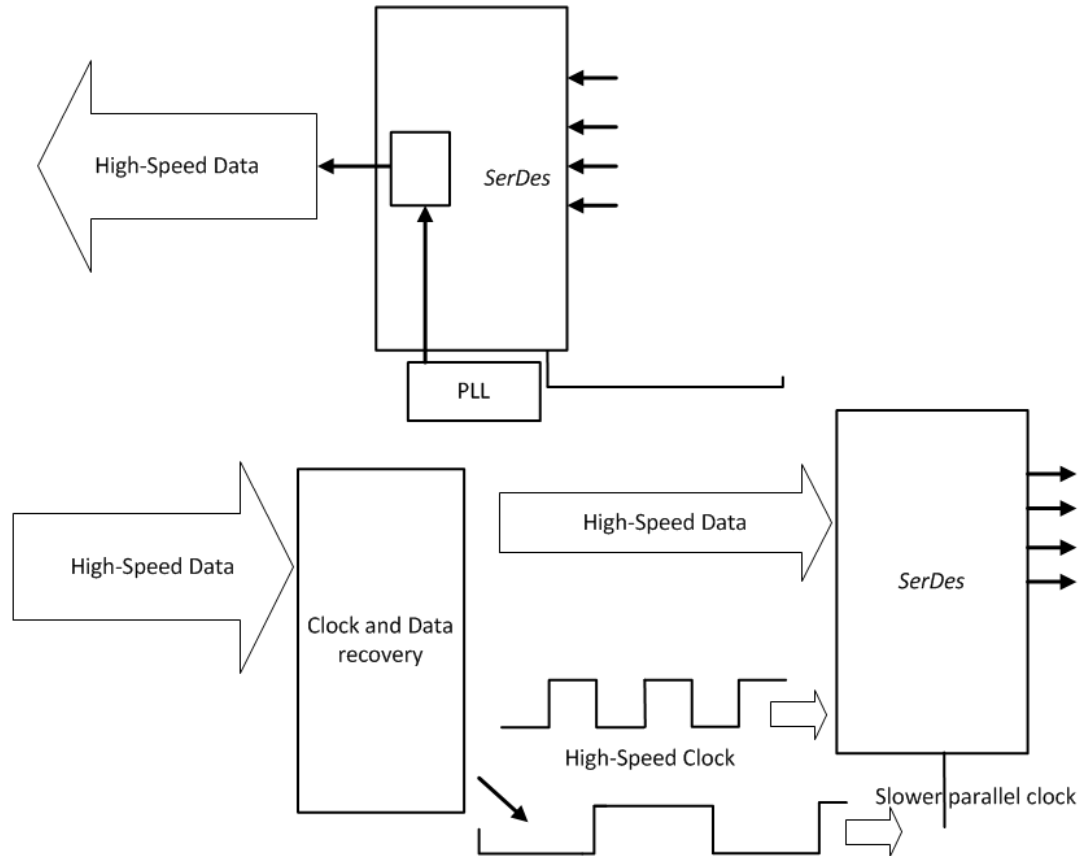 High-Speed Data
SerDes
PLL
High-Speed Data
High-Speed Data
SerDes
Clock and Data
recovery
High-Speed Clock
Slower parallel clock